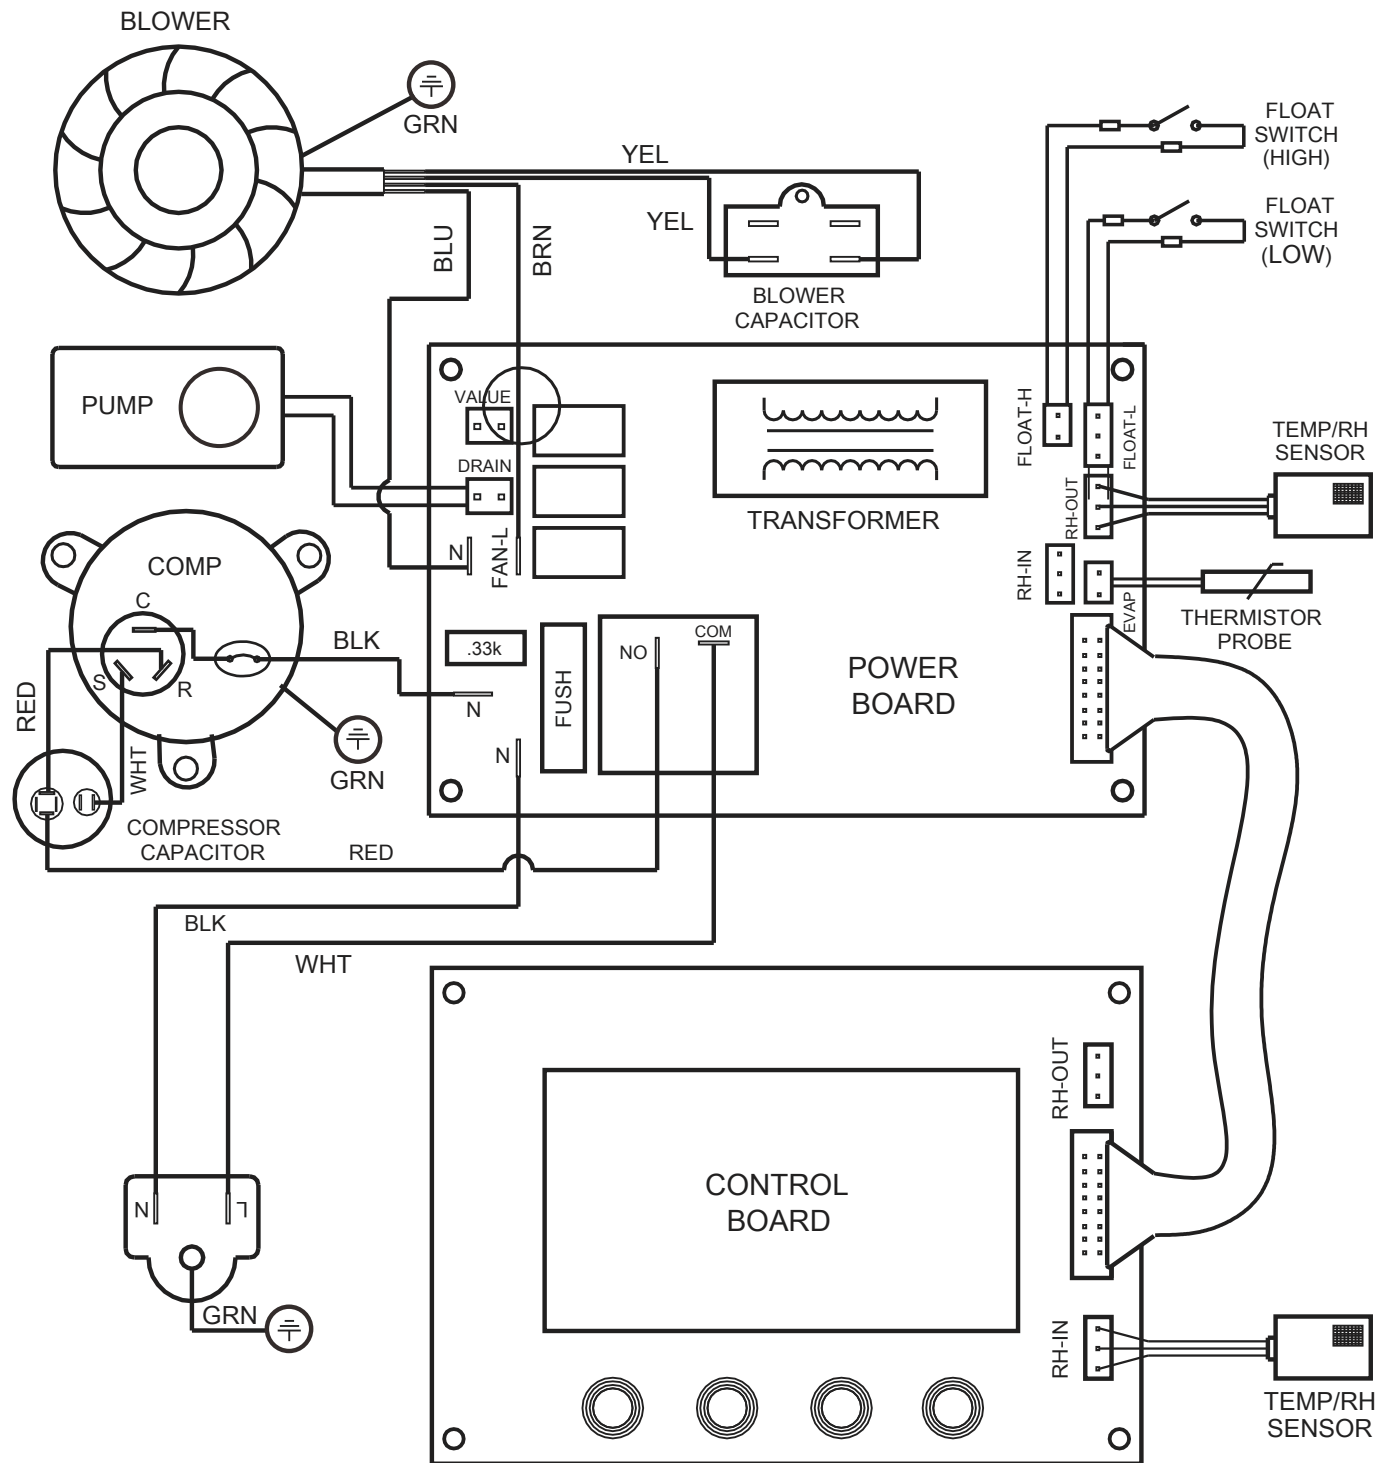 BLOWER
GRN
YEL
YEL
BLU
BRN
BLOWER
CAPACITOR
FLOAT
SWITCH
(HIGH)
FLOAT
SWITCH
(LOW)
PUMP
VALUE
DRAIN
N
FAN-L
TRANSFORMER
FLOAT-H
FLOAT-L
RH-OUT
RH-IN
EVAP
TEMP/RH
SENSOR
THERMISTOR
PROBE
COMP
C
S
R
BLK
RED
WHT
GRN
COMPRESSOR
CAPACITOR
RED
.33k
N
N
FUSH
NO
COM
POWER
BOARD
BLK
WHT
N
L
GRN
CONTROL
BOARD
RH-OUT
RH-IN
TEMP/RH
SENSOR